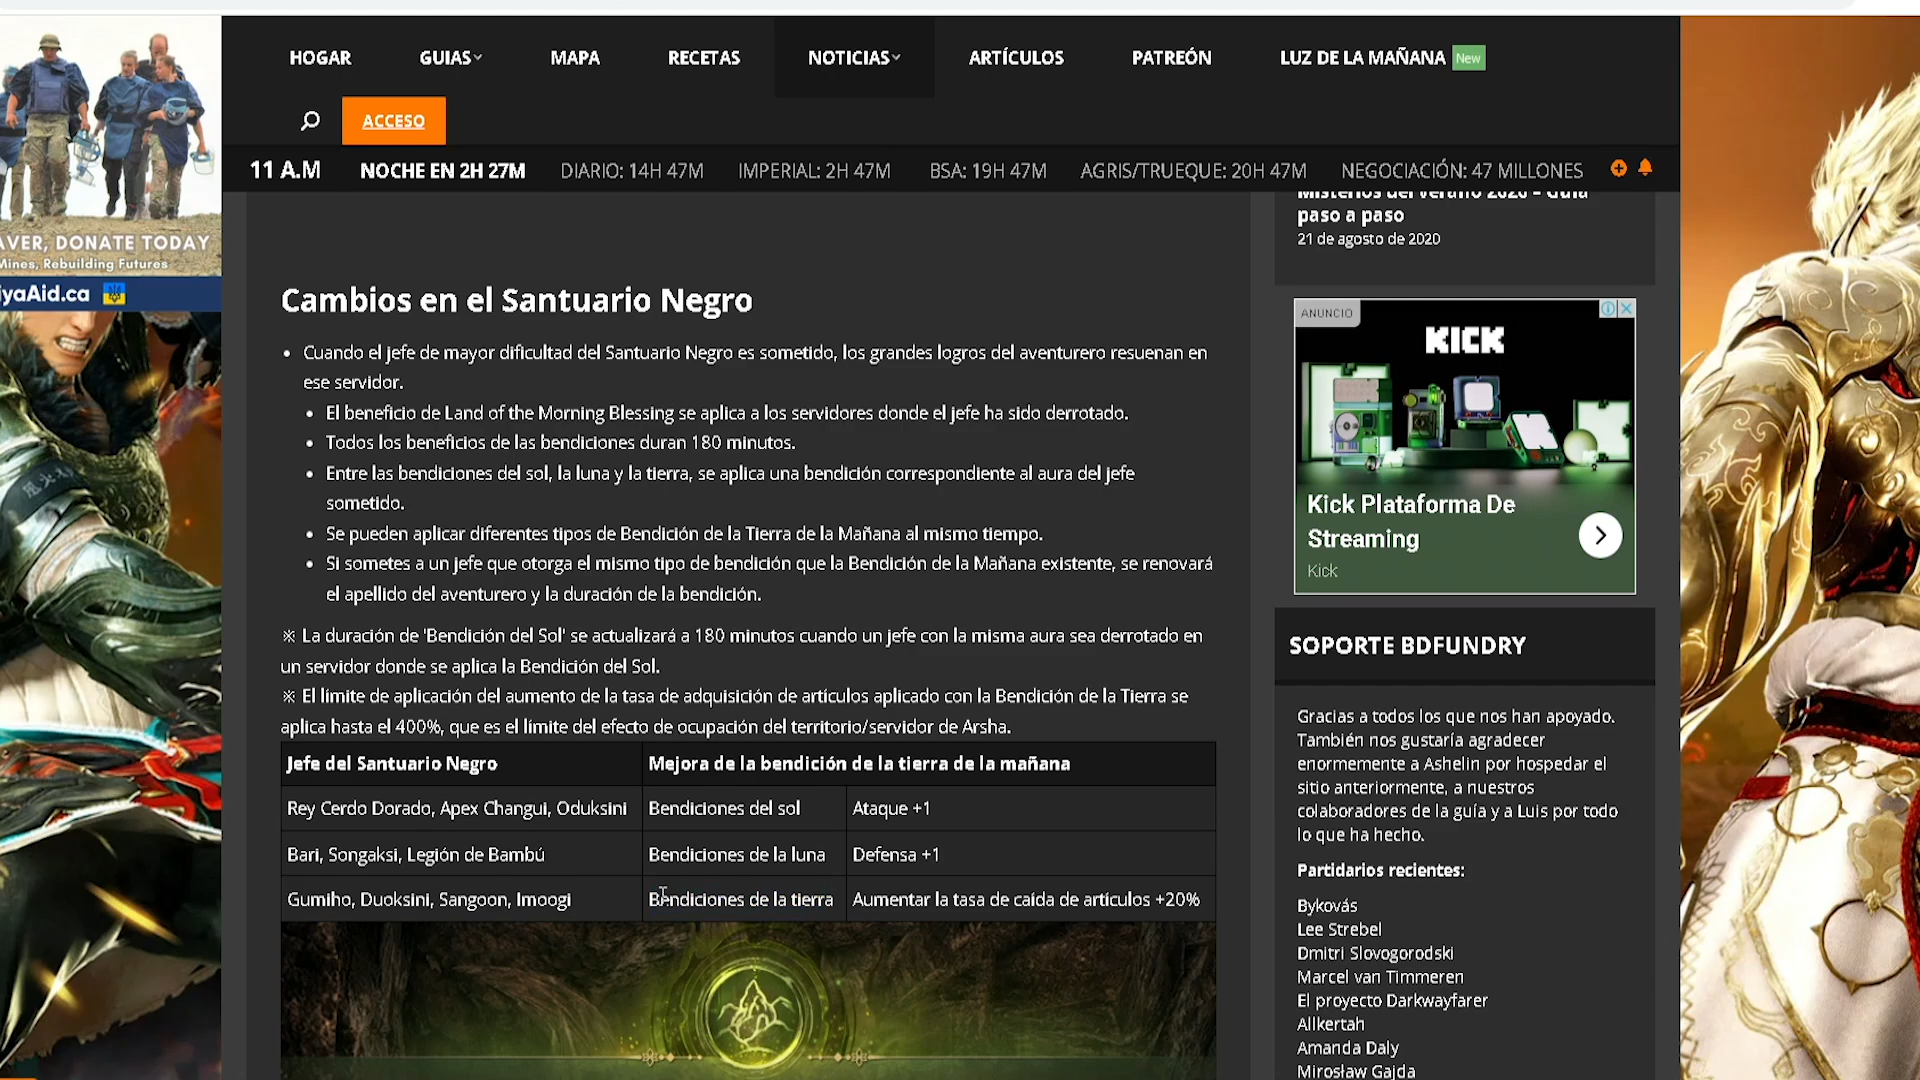 HOGAR GUIAS MAPA RECETAS NOTICIAS ARTÍCULOS PATREÓN LUZ DE LA MAÑANA New
ACCESO
11 A.M NOCHE EN 2H 27M DIARIO: 14H 47M IMPERIAL: 2H 47M BSA: 19H 47M AGRIS/TRUEQUE: 20H 47M NEGOCIACIÓN: 47 MILLONES
AVER, DONATE TODAY
Mines, Rebuilding Futures
iyaAid.ca
Cambios en el Santuario Negro
• Cuando el jefe de mayor dificultad del Santuario Negro es sometido, los grandes logros del aventurero resuenan en
ese servidor.
• El beneficio de Land of the Morning Blessing se aplica a los servidores donde el jefe ha sido derrotado.
• Todos los beneficios de las bendiciones duran 180 minutos.
• Entre las bendiciones del sol, la luna y la tierra, se aplica una bendición correspondiente al aura del jefe
sometido.
• Se pueden aplicar diferentes tipos de Bendición de la Tierra de la Mañana al mismo tiempo.
• Si sometes a un jefe que otorga el mismo tipo de bendición que la Bendición de la Mañana existente, se renovará
el apellido del aventurero y la duración de la bendición.
※ La duración de 'Bendición del Sol' se actualizará a 180 minutos cuando un jefe con la misma aura sea derrotado en
un servidor donde se aplica la Bendición del Sol.
※ El límite de aplicación del aumento de la tasa de adquisición de artículos aplicado con la Bendición de la Tierra se
aplica hasta el 400%, que es el límite del efecto de ocupación del territorio/servidor de Arsha.
Jefe del Santuario Negro Mejora de la bendición de la tierra de la mañana
Rey Cerdo Dorado, Apex Changui, Oduksini Bendiciones del sol Ataque +1
Bari, Songaksi, Legión de Bambú Bendiciones de la luna Defensa +1
Gumiho, Duoksini, Sangoon, Imoogi Bendiciones de la tierra Aumentar la tasa de caída de artículos +20%
Misterios del verano 2020 – Guía
paso a paso
21 de agosto de 2020
ANUNCIO
KICK
Kick Plataforma De
Streaming
Kick
SOPORTE BDFUNDRY
Gracias a todos los que nos han apoyado.
También nos gustaría agradecer
enormemente a Ashelin por hospedar el
sitio anteriormente, a nuestros
colaboradores de la guía y a Luis por todo
lo que ha hecho.
Partidarios recientes:
Bykovás
Lee Strebel
Dmitri Slovogorodski
Marcel van Timmeren
El proyecto Darkwayfarer
Allkertah
Amanda Daly
Mirosław Gajda